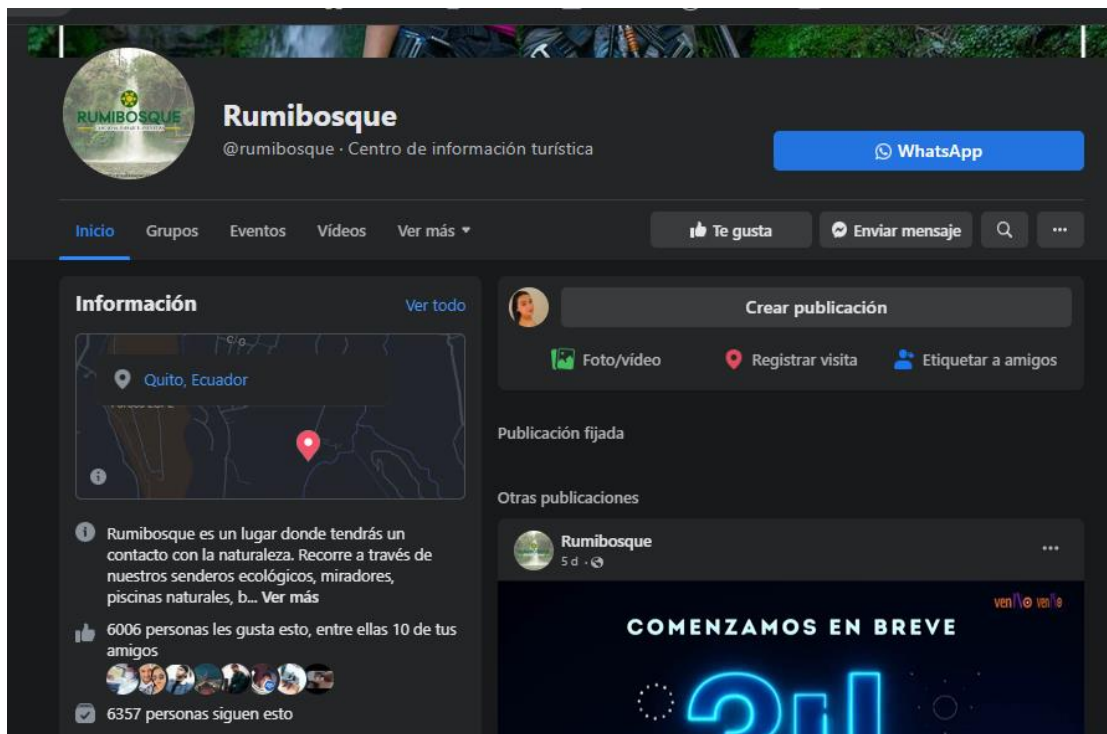 RUMIBOSQUE
Rumibosque
@rumibosque · Centro de información turística
WhatsApp
Inicio
Grupos
Eventos
Vídeos
Ver más
Te gusta
Enviar mensaje
Información
Ver todo
Quito, Ecuador
Rumibosque es un lugar donde tendrás un
contacto con la naturaleza. Recorre a través de
nuestros senderos ecológicos, miradores,
piscinas naturales, b... Ver más
6006 personas les gusta esto, entre ellas 10 de tus
amigos
6357 personas siguen esto
Crear publicación
Foto/vídeo
Registrar visita
Etiquetar a amigos
Publicación fijada
Otras publicaciones
Rumibosque
5 d ·
COMENZAMOS EN BREVE